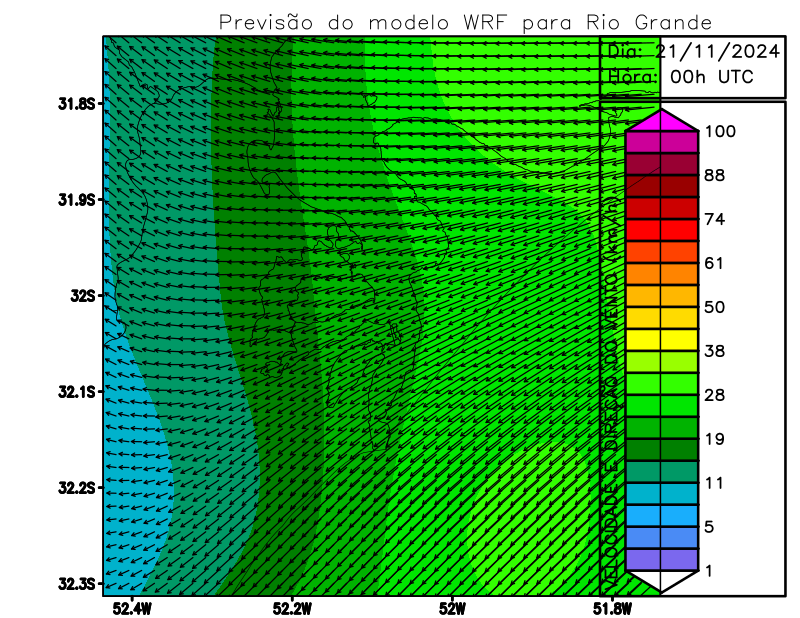 Previsão do modelo WRF para Rio Grande
Dia: 21/11/2024
Hora: 00h UTC
31.8S
31.9S
32S
32.1S
32.2S
32.3S
52.4W
52.2W
52W
51.8W
VELOCIDADE E DIREÇÃO DO VENTO (km/h)
100
88
74
61
50
38
28
19
11
5
1